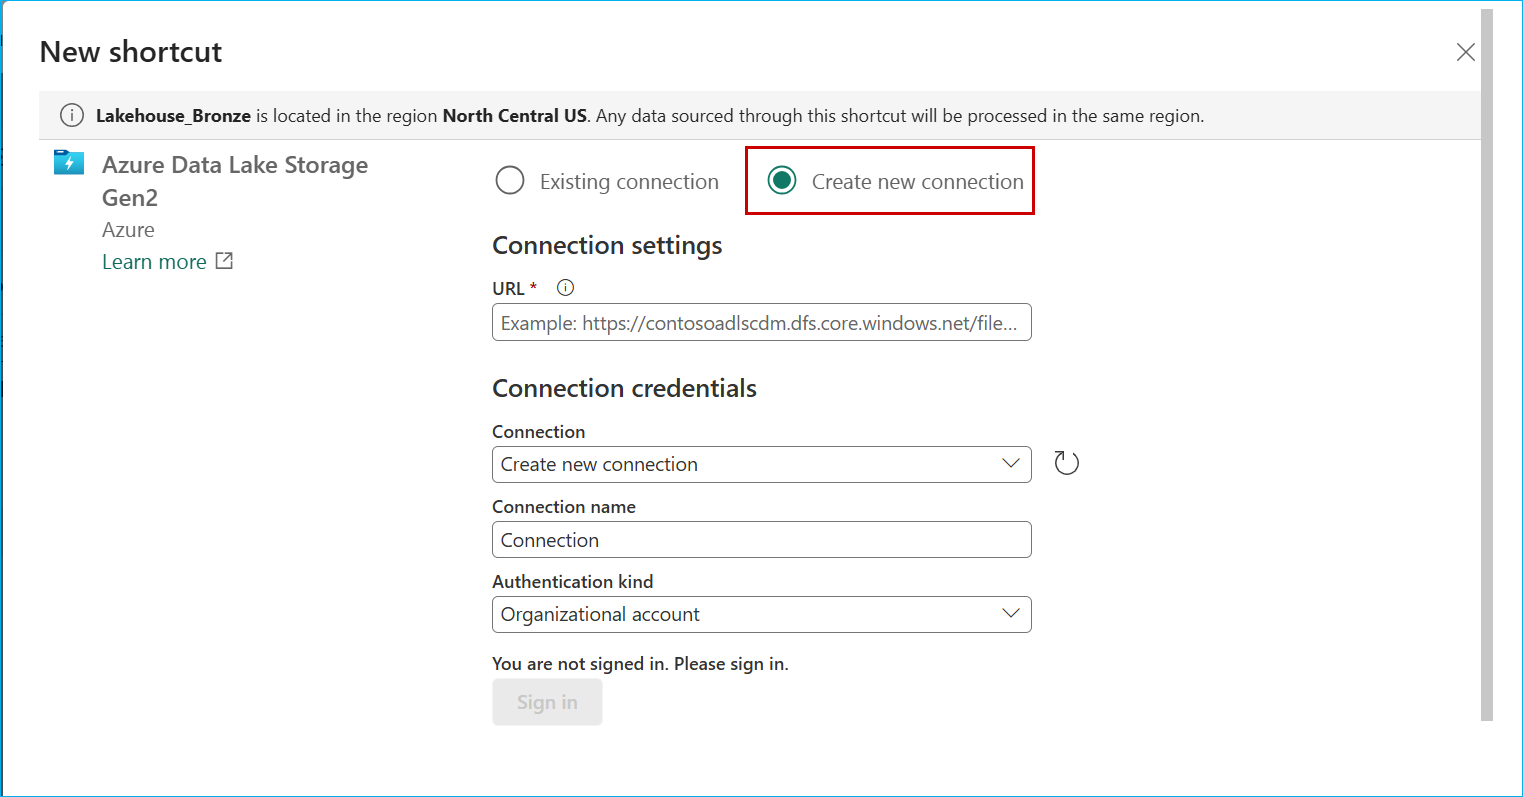 New shortcut
Lakehouse_Bronze is located in the region North Central US. Any data sourced through this shortcut will be processed in the same region.
Azure Data Lake Storage
Gen2
Azure
Learn more
Existing connection
Create new connection
Connection settings
URL *
Example: https://contosoadlscdm.dfs.core.windows.net/file...
Connection credentials
Connection
Create new connection
Connection name
Connection
Authentication kind
Organizational account
You are not signed in. Please sign in.
Sign in